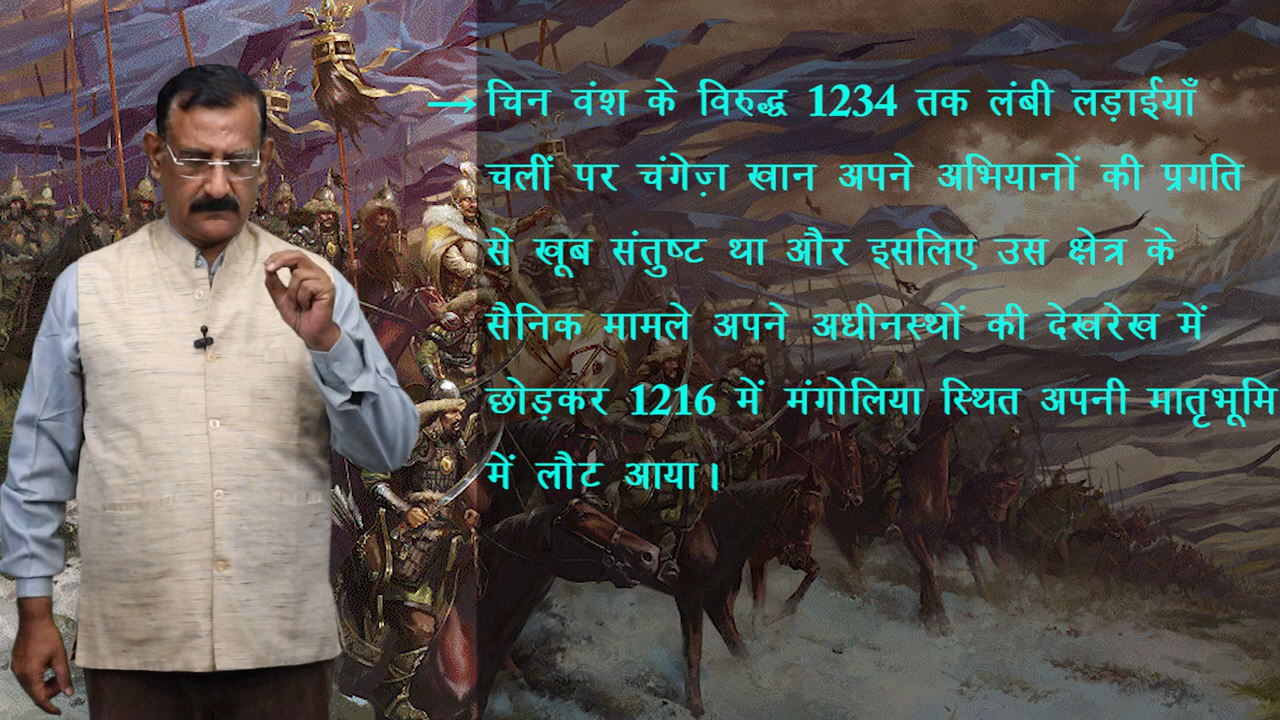 → चिन वंश के विरुद्ध 1234 तक लंबी लड़ाईयाँ
चलीं पर चंगेज़ खान अपने अभियानों की प्रगति
से खूब संतुष्ट था और इसलिए उस क्षेत्र के
सैनिक मामले अपने अधीनस्थों की देखरेख में
छोड़कर 1216 में मंगोलिया स्थित अपनी मातृभूमि
में लौट आया।